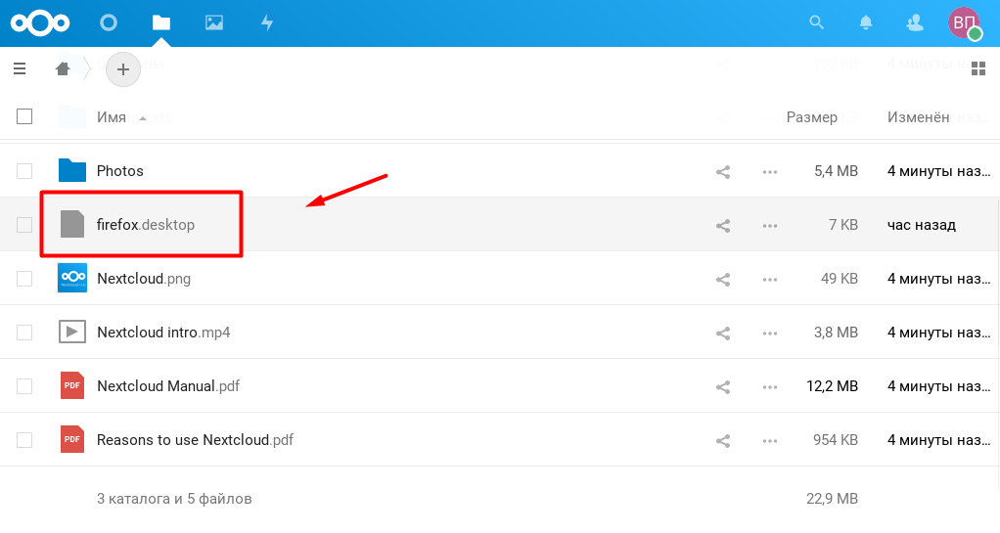 ВП
Имя
Размер
Изменён
Photos 5,4 MB 4 минуты наз…
firefox.desktop 7 KB час назад
Nextcloud.png 49 KB 4 минуты наз…
Nextcloud intro.mp4 3,8 MB 4 минуты наз…
PDF Nextcloud Manual.pdf 12,2 MB 4 минуты наз…
PDF Reasons to use Nextcloud.pdf 954 KB 4 минуты наз…
3 каталога и 5 файлов 22,9 MB